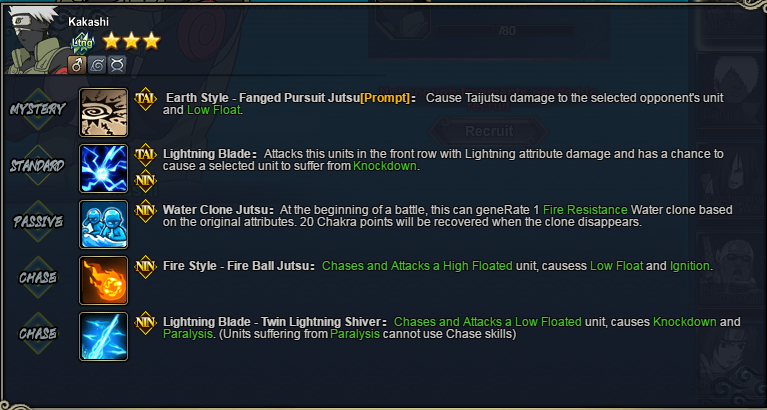 Kakashi
/80
Ltng
Recruit
MYSTERY
TAI
Earth Style - Fanged Pursuit Jutsu[Prompt]: Cause Taijutsu damage to the selected opponent's unit
and Low Float.
STANDARD
TAI
NIN
Lightning Blade: Attacks this units in the front row with Lightning attribute damage and has a chance to
cause a selected unit to suffer from Knockdown.
PASSIVE
NIN
Water Clone Jutsu: At the beginning of a battle, this can geneRate 1 Fire Resistance Water clone based
on the original attributes. 20 Chakra points will be recovered when the clone disappears.
CHASE
NIN
Fire Style - Fire Ball Jutsu: Chases and Attacks a High Floated unit, causess Low Float and Ignition.
CHASE
NIN
Lightning Blade - Twin Lightning Shiver: Chases and Attacks a Low Floated unit, causes Knockdown and
Paralysis. (Units suffering from Paralysis cannot use Chase skills)